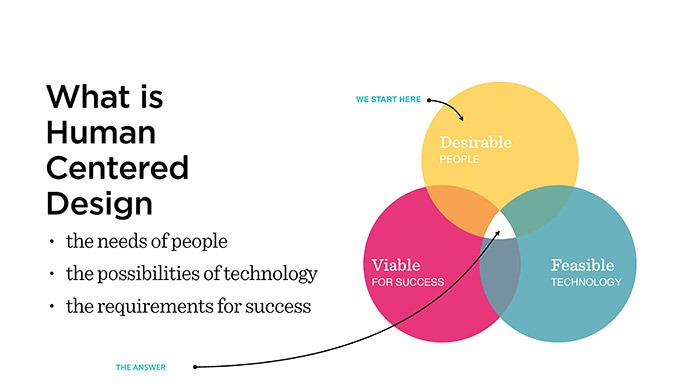 What is
Human
Centered
Design
• the needs of people
• the possibilities of technology
• the requirements for success
WE START HERE
Desirable
PEOPLE
Viable
FOR SUCCESS
Feasible
TECHNOLOGY
THE ANSWER